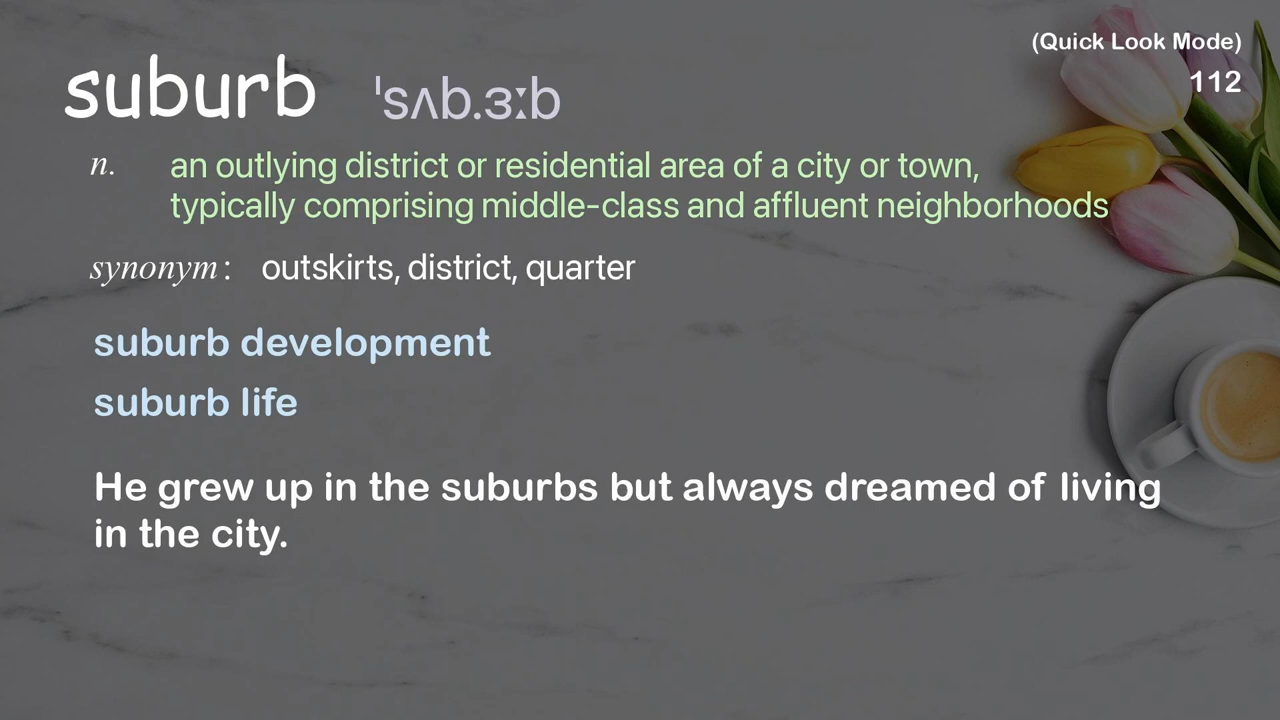 (Quick Look Mode)
suburb ˈsʌb.ɜːb
112
n. an outlying district or residential area of a city or town,
typically comprising middle-class and affluent neighborhoods
synonym: outskirts, district, quarter
suburb development
suburb life
He grew up in the suburbs but always dreamed of living
in the city.